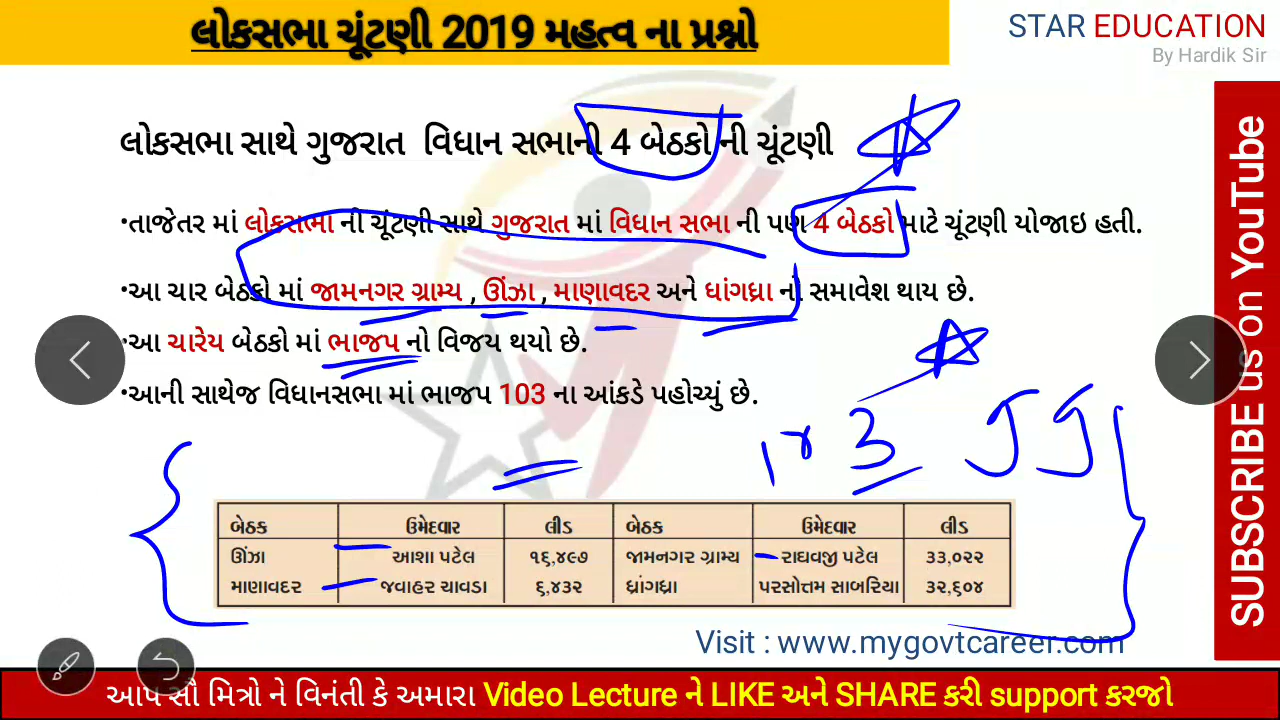 લોકસભા ચૂંટણી 2019 મહત્વ ના પ્રશ્નો
STAR EDUCATION
By Hardik Sir
લોકસભા સાથે ગુજરાત વિધાન સભાની 4 બેઠકો ની ચૂંટણી
•તાજેતર માં લોકસભા ની ચૂંટણી સાથે ગુજરાત માં વિધાન સભા ની પણ 4 બેઠકો માટે ચૂંટણી યોજાઇ હતી.
•આ ચાર બેઠકો માં જામનગર ગ્રામ્ય , ઊંઝા , માણાવદર અને ધાંગધ્રા નો સમાવેશ થાય છે.
•આ ચારેય બેઠકો માં ભાજપ નો વિજય થયો છે.
•આની સાથેજ વિધાનસભા માં ભાજપ 103 ના આંકડે પહોચ્યું છે.
3
બેઠક ઉમેદવાર લીડ બેઠક ઉમેદવાર લીડ
ઊંઝા આશા પટેલ ૧૬,૪૯૭ જામનગર ગ્રામ્ય રાઘવજી પટેલ ૩૩,૦૨૨
માણાવદર જવાહર ચાવડા ૬,૪૩૨ ધ્રાંગધ્રા પરસોત્તમ સાબરિયા ૩૨,૬૦૪
Visit : www.mygovtcareer.com
આપ સૌ મિત્રો ને વિનંતી કે અમારા Video Lecture ને LIKE અને SHARE કરી support કરજો
SUBSCRIBE us on YouTube